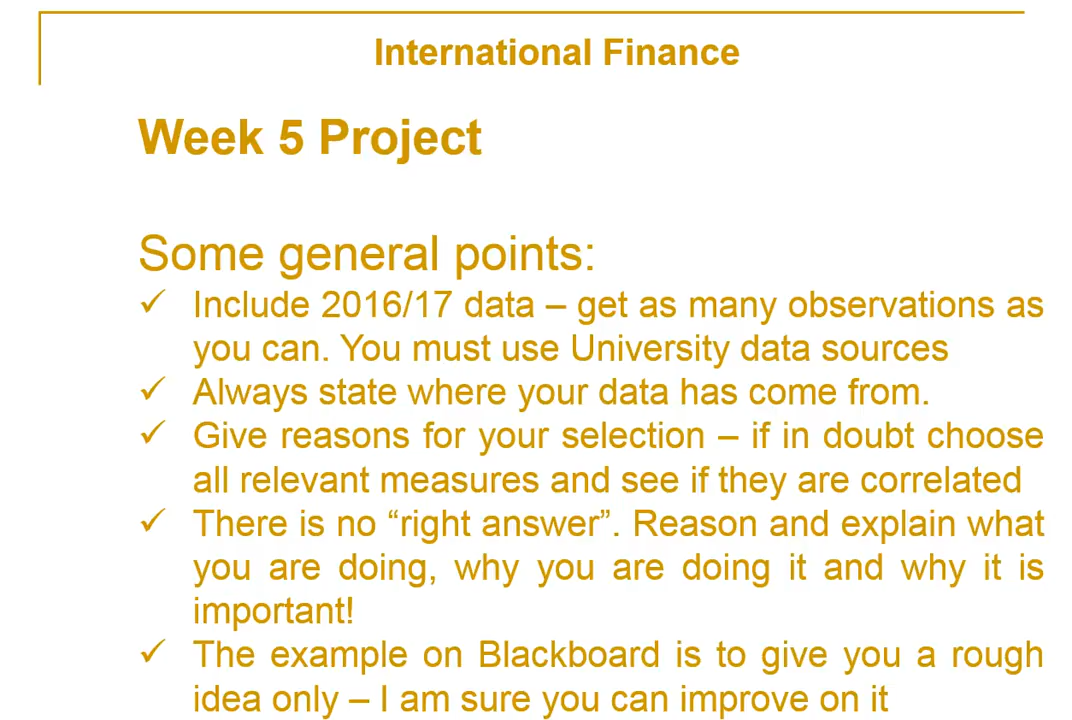 International Finance
Week 5 Project
Some general points:
✓ Include 2016/17 data – get as many observations as
you can. You must use University data sources
✓ Always state where your data has come from.
✓ Give reasons for your selection – if in doubt choose
all relevant measures and see if they are correlated
✓ There is no “right answer”. Reason and explain what
you are doing, why you are doing it and why it is
important!
✓ The example on Blackboard is to give you a rough
idea only – I am sure you can improve on it